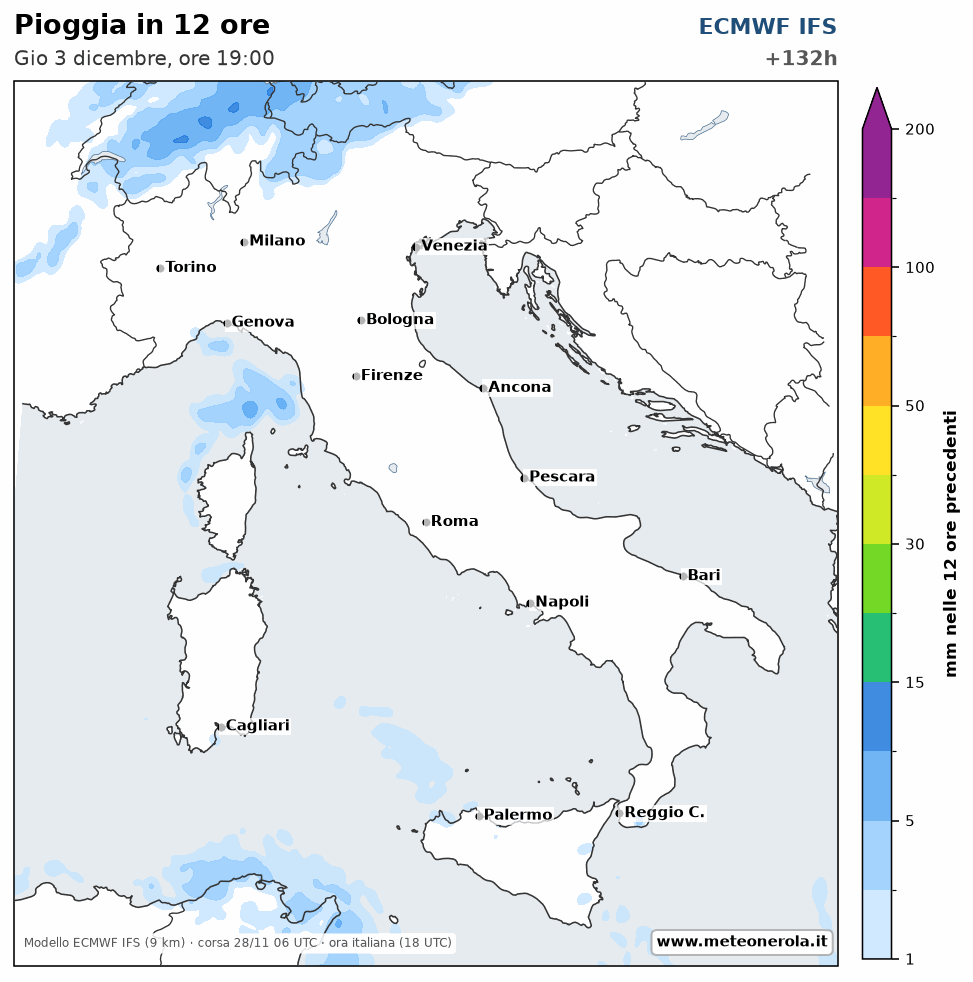 Pioggia in 12 ore
ECMWF IFS
Gio 3 dicembre, ore 19:00
+132h
Milano
Venezia
Torino
Genova
Bologna
Firenze
Ancona
Pescara
Roma
Bari
Napoli
Cagliari
Palermo
Reggio C.
200
100
50
30
15
5
1
mm nelle 12 ore precedenti
Modello ECMWF IFS (9 km) · corsa 28/11 06 UTC · ora italiana (18 UTC)
www.meteonerola.it